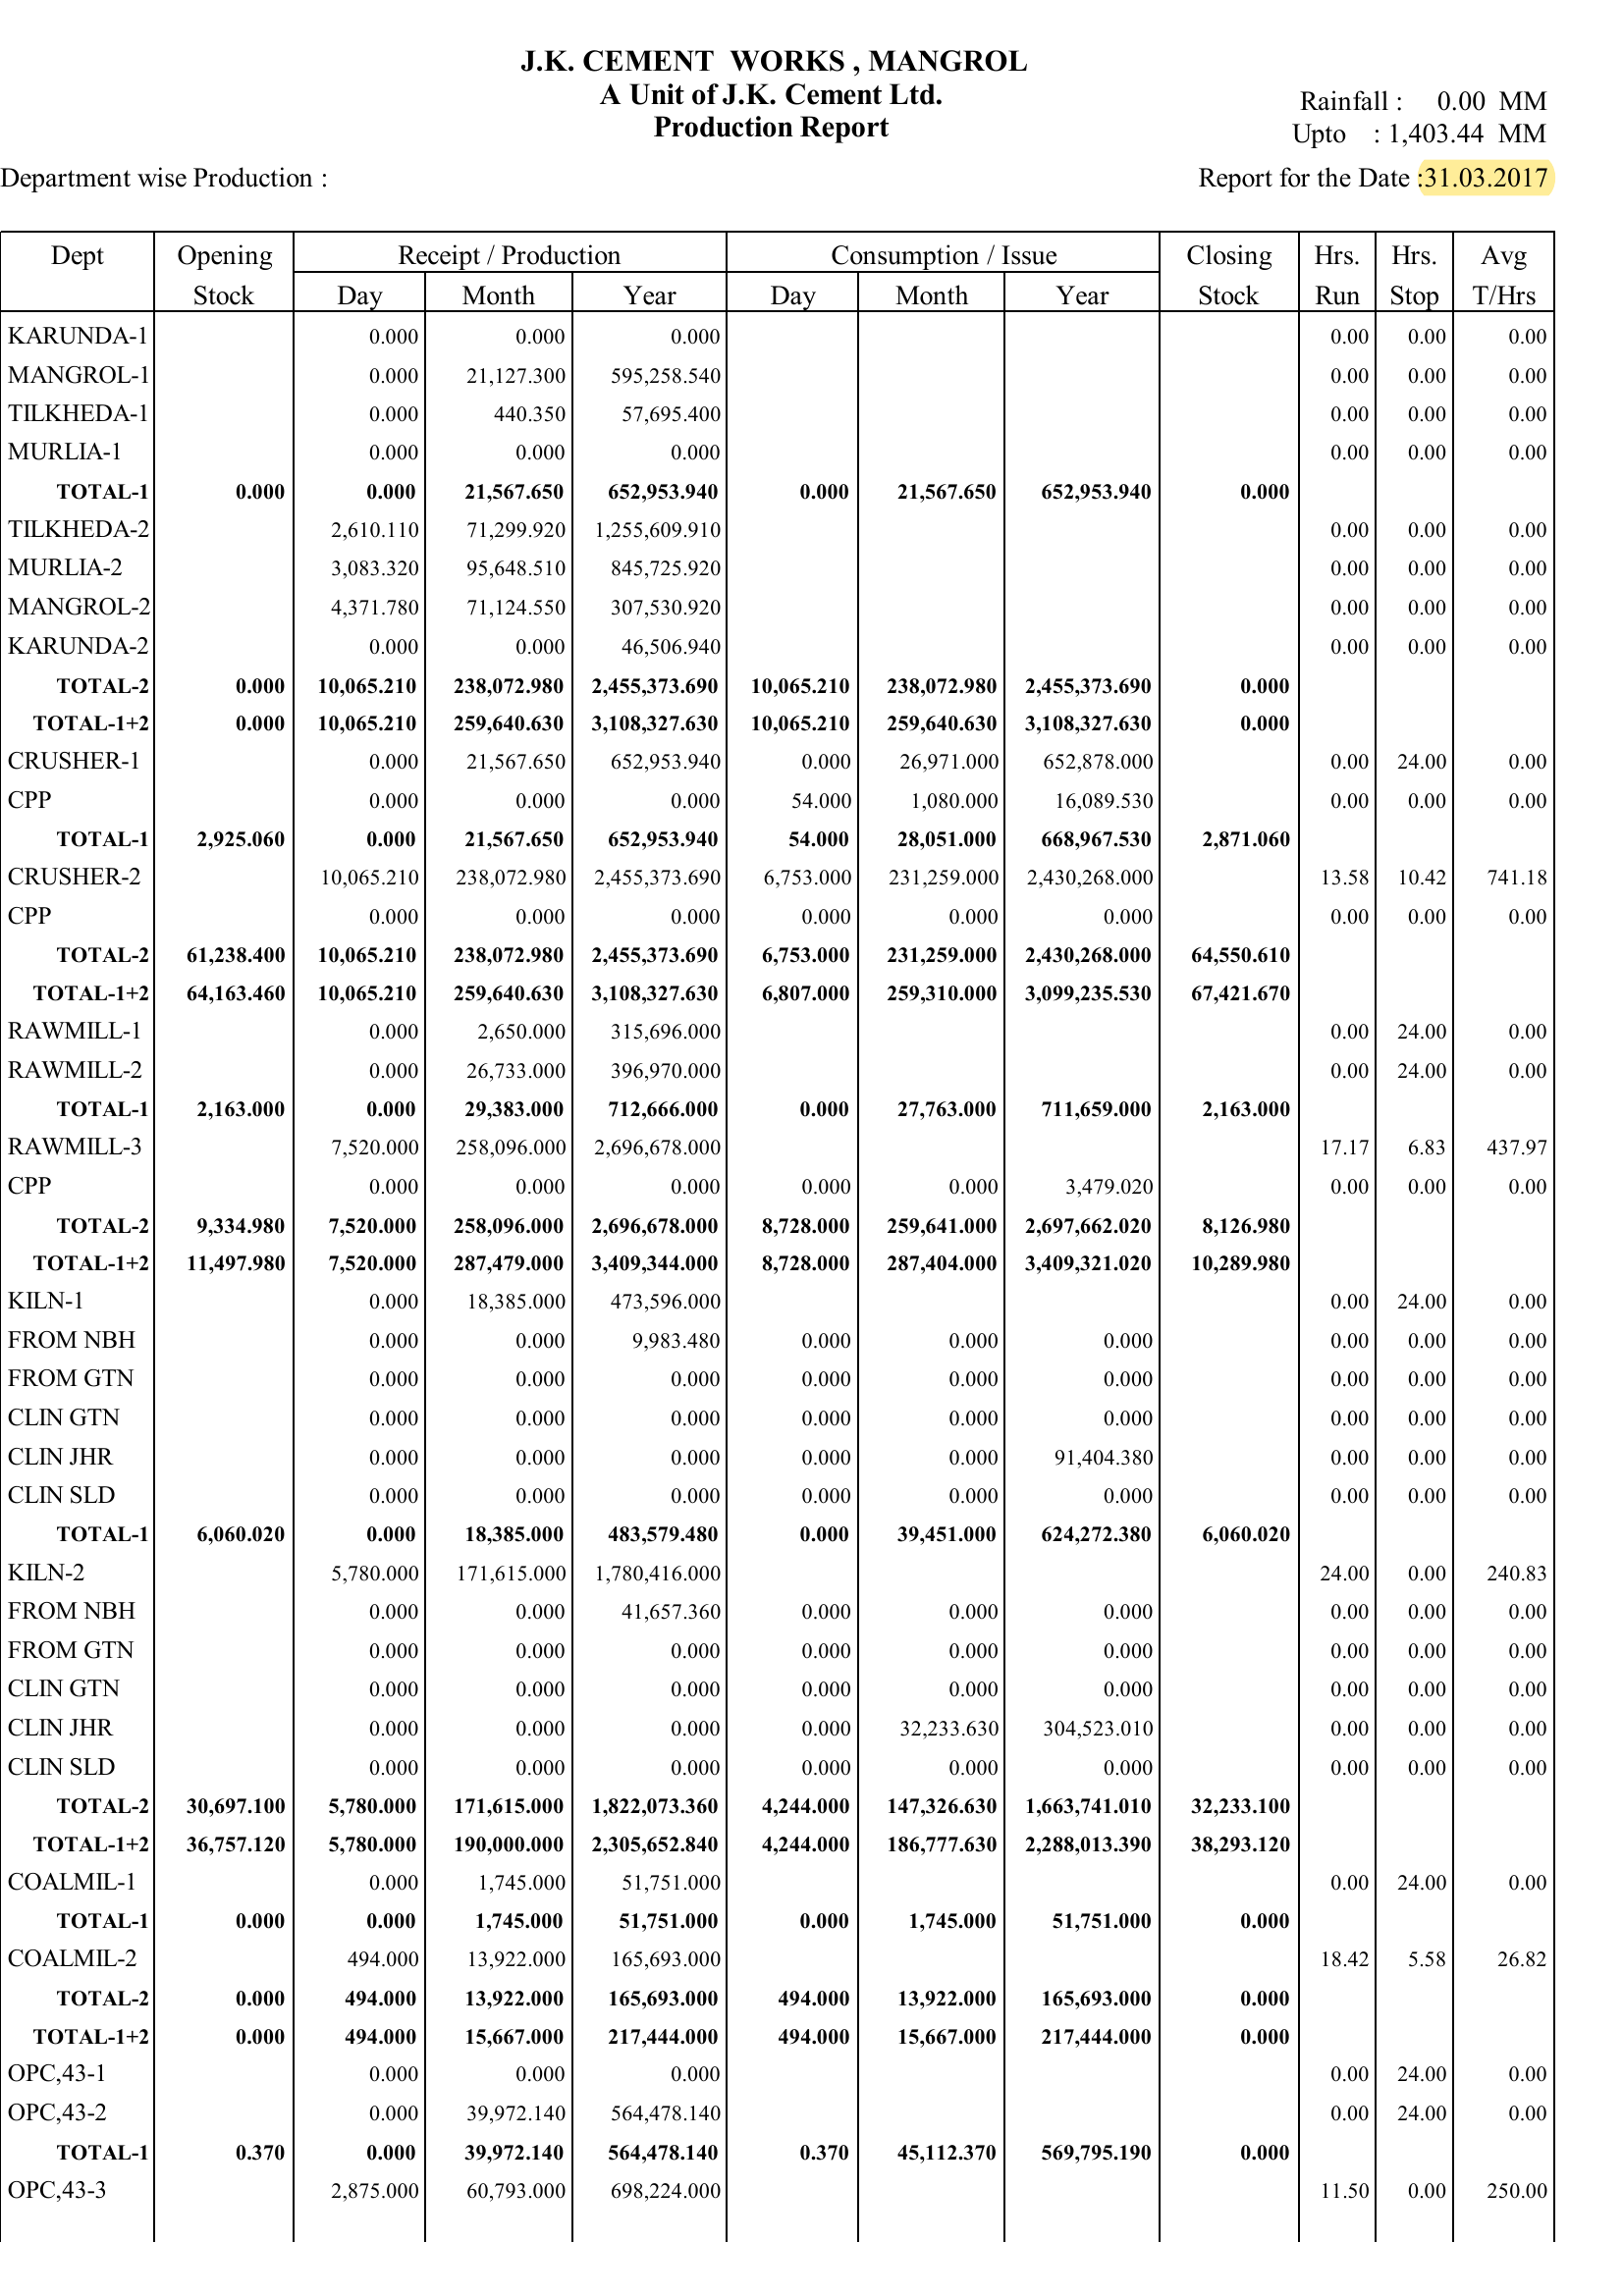 J.K. CEMENT WORKS , MANGROL
A Unit of J.K. Cement Ltd.
Production Report
Rainfall : 0.00 MM
Upto : 1,403.44 MM
Department wise Production :
Report for the Date :31.03.2017
Dept Opening Receipt / Production Consumption / Issue Closing Hrs. Hrs. Avg
Stock Day Month Year Day Month Year Stock Run Stop T/Hrs
KARUNDA-1 0.000 0.000 0.000 0.00 0.00 0.00
MANGROL-1 0.000 21,127.300 595,258.540 0.00 0.00 0.00
TILKHEDA-1 0.000 440.350 57,695.400 0.00 0.00 0.00
MURLIA-1 0.000 0.000 0.000 0.00 0.00 0.00
TOTAL-1 0.000 0.000 21,567.650 652,953.940 0.000 21,567.650 652,953.940 0.000
TILKHEDA-2 2,610.110 71,299.920 1,255,609.910 0.00 0.00 0.00
MURLIA-2 3,083.320 95,648.510 845,725.920 0.00 0.00 0.00
MANGROL-2 4,371.780 71,124.550 307,530.920 0.00 0.00 0.00
KARUNDA-2 0.000 0.000 46,506.940 0.00 0.00 0.00
TOTAL-2 0.000 10,065.210 238,072.980 2,455,373.690 10,065.210 238,072.980 2,455,373.690 0.000
TOTAL-1+2 0.000 10,065.210 259,640.630 3,108,327.630 10,065.210 259,640.630 3,108,327.630 0.000
CRUSHER-1 0.000 21,567.650 652,953.940 0.000 26,971.000 652,878.000 0.00 24.00 0.00
CPP 0.000 0.000 0.000 54.000 1,080.000 16,089.530 0.00 0.00 0.00
TOTAL-1 2,925.060 0.000 21,567.650 652,953.940 54.000 28,051.000 668,967.530 2,871.060
CRUSHER-2 10,065.210 238,072.980 2,455,373.690 6,753.000 231,259.000 2,430,268.000 13.58 10.42 741.18
CPP 0.000 0.000 0.000 0.000 0.000 0.000 0.00 0.00 0.00
TOTAL-2 61,238.400 10,065.210 238,072.980 2,455,373.690 6,753.000 231,259.000 2,430,268.000 64,550.610
TOTAL-1+2 64,163.460 10,065.210 259,640.630 3,108,327.630 6,807.000 259,310.000 3,099,235.530 67,421.670
RAWMILL-1 0.000 2,650.000 315,696.000 0.00 24.00 0.00
RAWMILL-2 0.000 26,733.000 396,970.000 0.00 24.00 0.00
TOTAL-1 2,163.000 0.000 29,383.000 712,666.000 0.000 27,763.000 711,659.000 2,163.000
RAWMILL-3 7,520.000 258,096.000 2,696,678.000 17.17 6.83 437.97
CPP 0.000 0.000 0.000 0.000 0.000 3,479.020 0.00 0.00 0.00
TOTAL-2 9,334.980 7,520.000 258,096.000 2,696,678.000 8,728.000 259,641.000 2,697,662.020 8,126.980
TOTAL-1+2 11,497.980 7,520.000 287,479.000 3,409,344.000 8,728.000 287,404.000 3,409,321.020 10,289.980
KILN-1 0.000 18,385.000 473,596.000 0.00 24.00 0.00
FROM NBH 0.000 0.000 9,983.480 0.000 0.000 0.000 0.00 0.00 0.00
FROM GTN 0.000 0.000 0.000 0.000 0.000 0.000 0.00 0.00 0.00
CLIN GTN 0.000 0.000 0.000 0.000 0.000 0.000 0.00 0.00 0.00
CLIN JHR 0.000 0.000 0.000 0.000 0.000 91,404.380 0.00 0.00 0.00
CLIN SLD 0.000 0.000 0.000 0.000 0.000 0.000 0.00 0.00 0.00
TOTAL-1 6,060.020 0.000 18,385.000 483,579.480 0.000 39,451.000 624,272.380 6,060.020
KILN-2 5,780.000 171,615.000 1,780,416.000 24.00 0.00 240.83
FROM NBH 0.000 0.000 41,657.360 0.000 0.000 0.000 0.00 0.00 0.00
FROM GTN 0.000 0.000 0.000 0.000 0.000 0.000 0.00 0.00 0.00
CLIN GTN 0.000 0.000 0.000 0.000 0.000 0.000 0.00 0.00 0.00
CLIN JHR 0.000 0.000 0.000 0.000 32,233.630 304,523.010 0.00 0.00 0.00
CLIN SLD 0.000 0.000 0.000 0.000 0.000 0.000 0.00 0.00 0.00
TOTAL-2 30,697.100 5,780.000 171,615.000 1,822,073.360 4,244.000 147,326.630 1,663,741.010 32,233.100
TOTAL-1+2 36,757.120 5,780.000 190,000.000 2,305,652.840 4,244.000 186,777.630 2,288,013.390 38,293.120
COALMIL-1 0.000 1,745.000 51,751.000 0.00 24.00 0.00
TOTAL-1 0.000 0.000 1,745.000 51,751.000 0.000 1,745.000 51,751.000 0.000
COALMIL-2 494.000 13,922.000 165,693.000 18.42 5.58 26.82
TOTAL-2 0.000 494.000 13,922.000 165,693.000 494.000 13,922.000 165,693.000 0.000
TOTAL-1+2 0.000 494.000 15,667.000 217,444.000 494.000 15,667.000 217,444.000 0.000
OPC,43-1 0.000 0.000 0.000 0.00 24.00 0.00
OPC,43-2 0.000 39,972.140 564,478.140 0.00 24.00 0.00
TOTAL-1 0.370 0.000 39,972.140 564,478.140 0.370 45,112.370 569,795.190 0.000
OPC,43-3 2,875.000 60,793.000 698,224.000 11.50 0.00 250.00